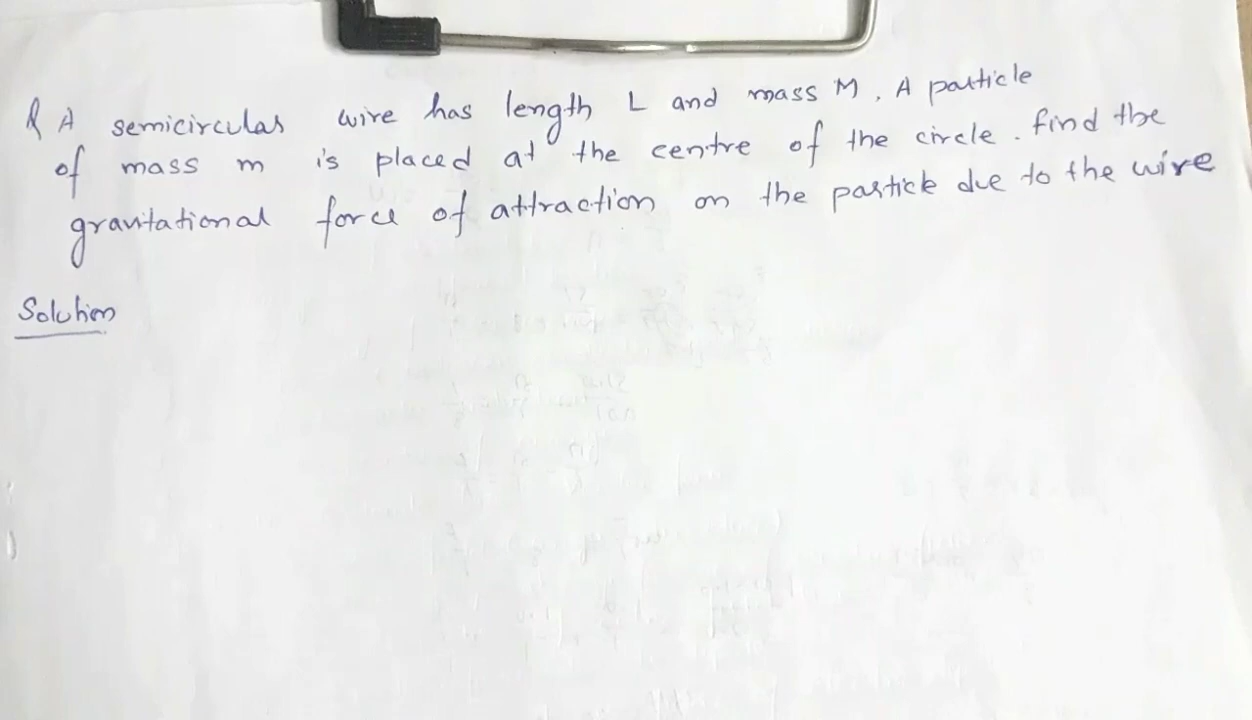 Q A semicircular wire has length L and mass M. A particle
of mass m is placed at the centre of the circle. find the
gravitational force of attraction on the particle due to the wire
Solution